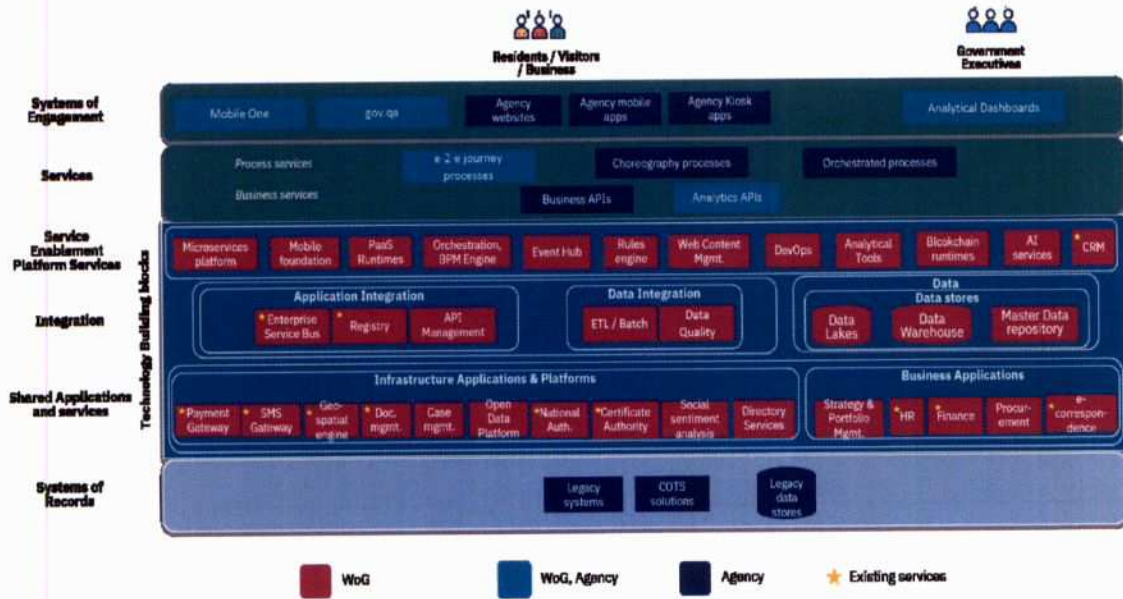 Residents / Visitors
/ Business
Government
Executives
Systems of
Engagement
Mobile One
gov.qa
Agency
websites
Agency mobile
apps
Agency Kiosk
apps
Analytical Dashboards
Services
Process services
e-2-e journey
processes
Choreography processes
Orchestrated processes
Business services
Business APIs
Analytics APIs
Technology Building blocks
Service
Enablement
Platform Services
Microservices
platform
Mobile
foundation
PaaS
Runtimes
Orchestration,
BPM Engine
Event Hub
Rules
engine
Web Content
Mgmt.
DevOps
Analytical
Tools
Blcokchain
runtimes
AI
services
CRM
Integration
Application Integration
Enterprise
Service Bus
Registry
API
Management
Data Integration
ETL / Batch
Data
Quality
Data
Data stores
Data
Lakes
Data
Warehouse
Master Data
repository
Shared Applications
and services
Infrastructure Applications & Platforms
Payment
Gateway
SMS
Gateway
Geo-
spatial
engine
Doc.
mgmt.
Case
mgmt.
Open
Data
Platform
National
Auth.
Certificate
Authority
Social
sentiment
analysis
Directory
Services
Business Applications
Strategy &
Portfolio
Mgmt.
HR
Finance
Procur-
ement
e-
correspon-
dence
Systems of
Records
Legacy
systems
COTS
solutions
Legacy
data
stores
WoG
WoG, Agency
Agency
Existing services